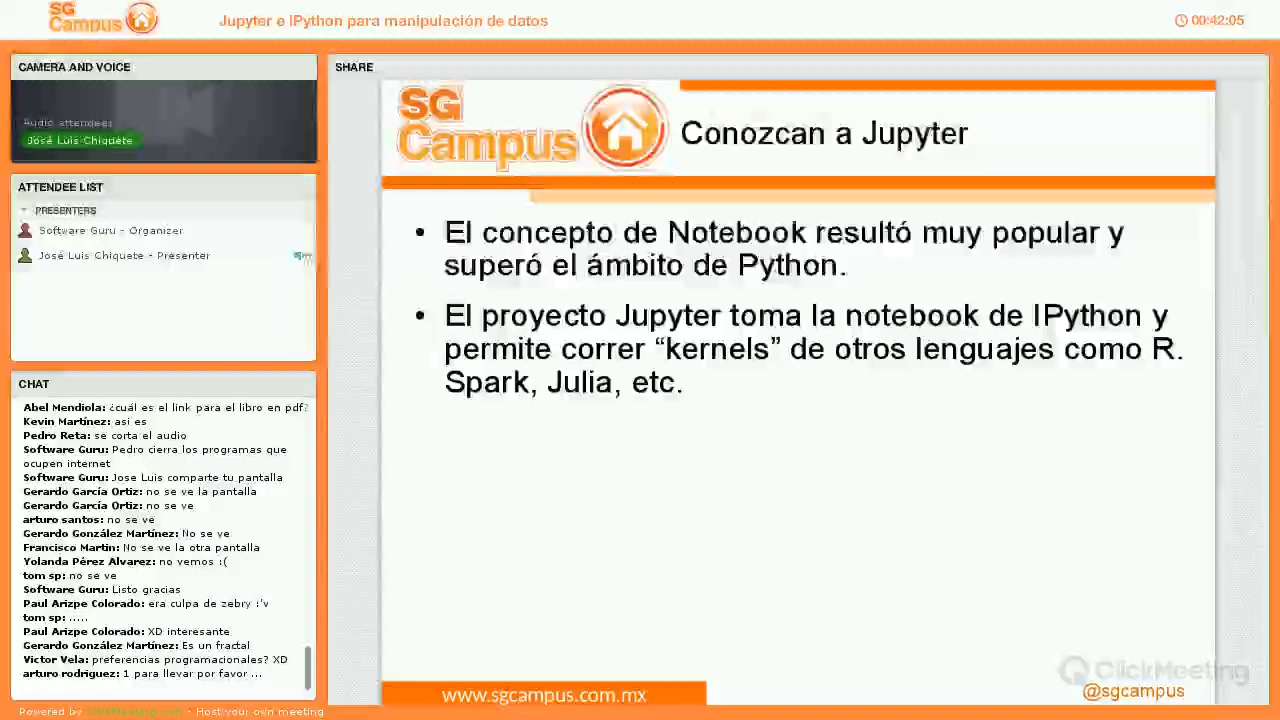 SG Campus
Jupyter e IPython para manipulación de datos
00:42:05
CAMERA AND VOICE
Audio attendees
José Luis Chiquete
ATTENDEE LIST
PRESENTERS
Software Guru - Organizer
José Luis Chiquete - Presenter
CHAT
Abel Mendiola: ¿cuál es el link para el libro en pdf?
Kevin Martínez: asi es
Pedro Reta: se corta el audio
Software Guru: Pedro cierra los programas que
ocupen internet
Software Guru: Jose Luis comparte tu pantalla
Gerardo García Ortiz: no se ve la pantalla
Gerardo García Ortiz: no se ve
arturo santos: no se ve
Gerardo González Martínez: No se ve
Francisco Martin: No se ve la otra pantalla
Yolanda Pérez Alvarez: no vemos :(
tom sp: no se ve
Software Guru: Listo gracias
Paul Arizpe Colorado: era culpa de zebry :'v
tom sp: .....
Paul Arizpe Colorado: XD interesante
Gerardo González Martínez: Es un fractal
Victor Vela: preferencias programacionales? XD
arturo rodriguez: 1 para llevar por favor ...
Powered by ClickMeeting.com - Host your own meeting
SHARE
SG Campus
Conozcan a Jupyter
• El concepto de Notebook resultó muy popular y
superó el ámbito de Python.
• El proyecto Jupyter toma la notebook de IPython y
permite correr “kernels” de otros lenguajes como R.
Spark, Julia, etc.
ClickMeeting
www.sgcampus.com.mx
@sgcampus